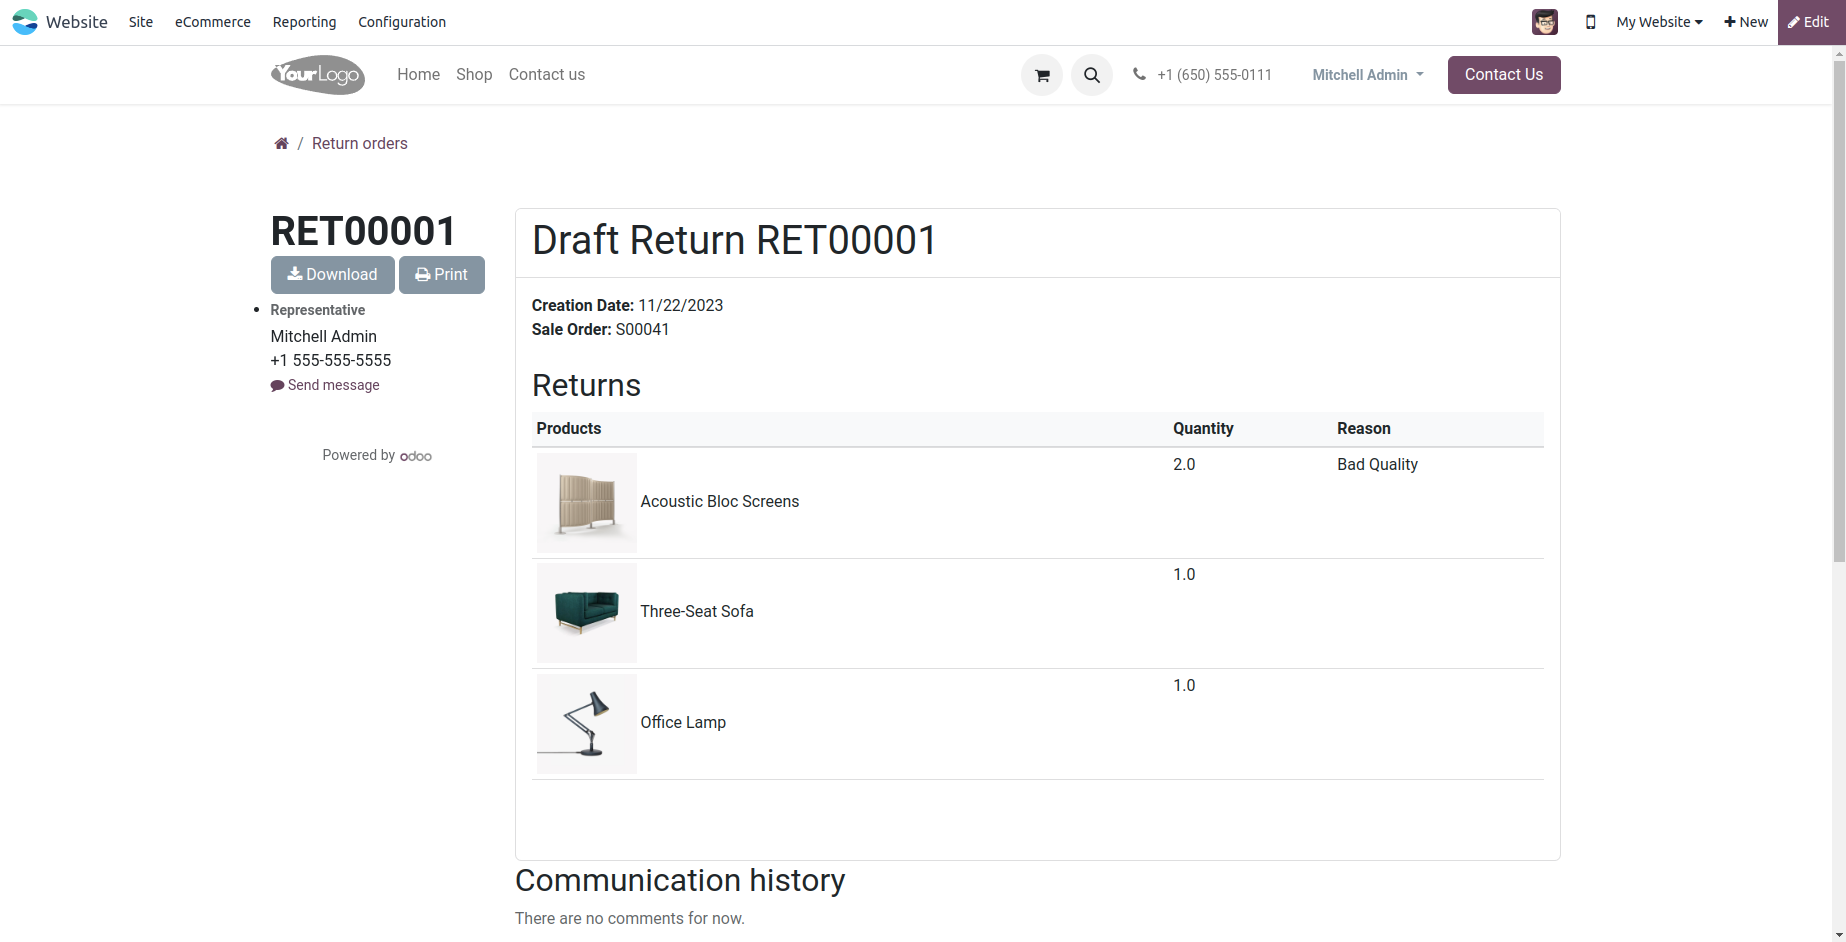 Website Site eCommerce Reporting Configuration My Website New Edit
YourLogo Home Shop Contact us +1 (650) 555-0111 Mitchell Admin Contact Us
/ Return orders
RET00001
Download Print
Representative
Mitchell Admin
+1 555-555-5555
Send message
Powered by odoo
Draft Return RET00001
Creation Date: 11/22/2023
Sale Order: S00041
Returns
Products Quantity Reason
Acoustic Bloc Screens 2.0 Bad Quality
Three-Seat Sofa 1.0
Office Lamp 1.0
Communication history
There are no comments for now.